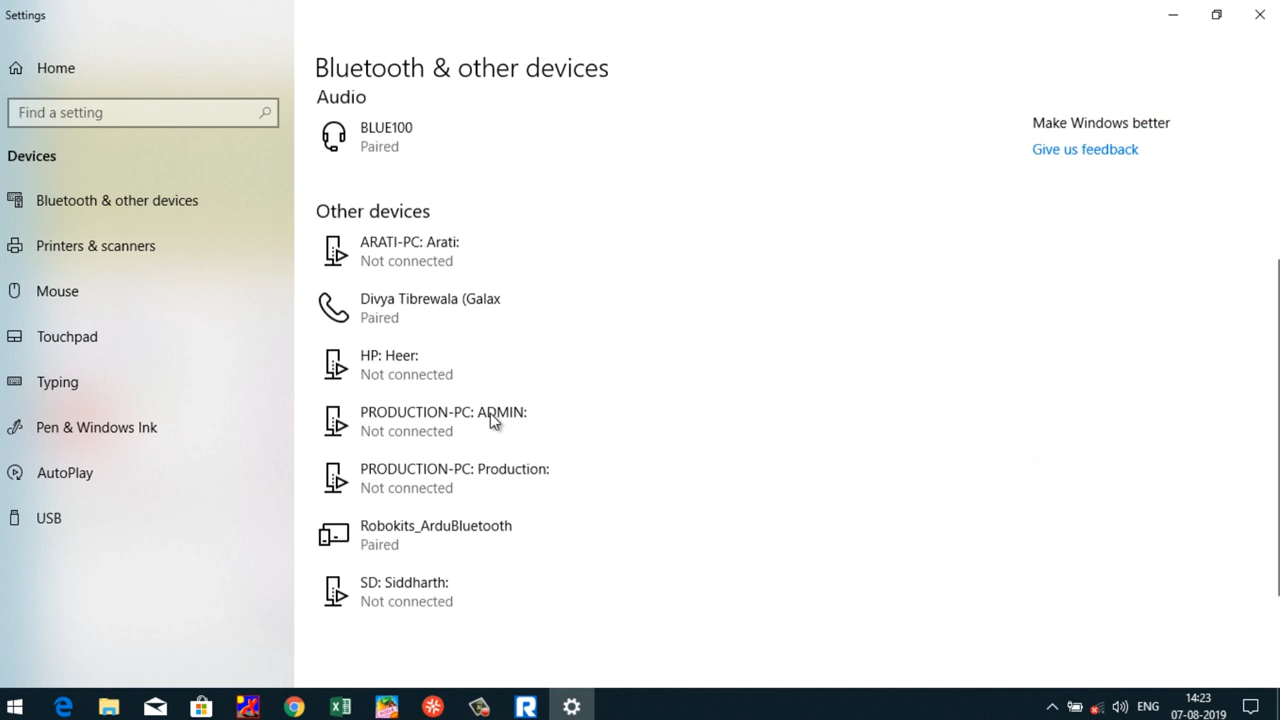 Settings
Home
Find a setting
Devices
Bluetooth & other devices
Printers & scanners
Mouse
Touchpad
Typing
Pen & Windows Ink
AutoPlay
USB
Bluetooth & other devices
Audio
BLUE100
Paired
Other devices
ARATI-PC: Arati:
Not connected
Divya Tibrewala (Galax
Paired
HP: Heer:
Not connected
PRODUCTION-PC: ADMIN:
Not connected
PRODUCTION-PC: Production:
Not connected
Robokits_ArduBluetooth
Paired
SD: Siddharth:
Not connected
Make Windows better
Give us feedback
ENG
14:23
07-08-2019